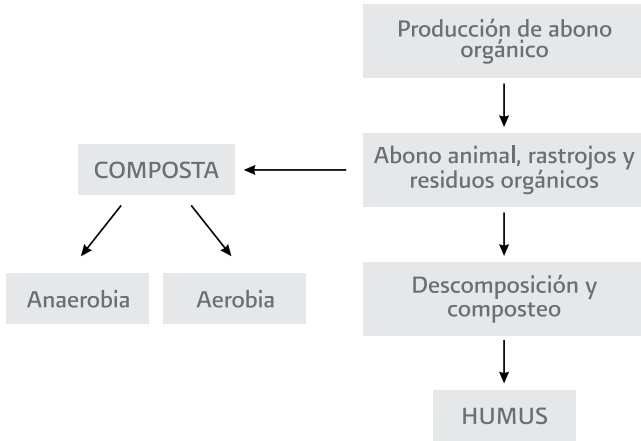 Producción de abono
orgánico
Abono animal, rastrojos y
residuos orgánicos
COMPOSTA
Anaerobia
Aerobia
Descomposición y
composteo
HUMUS